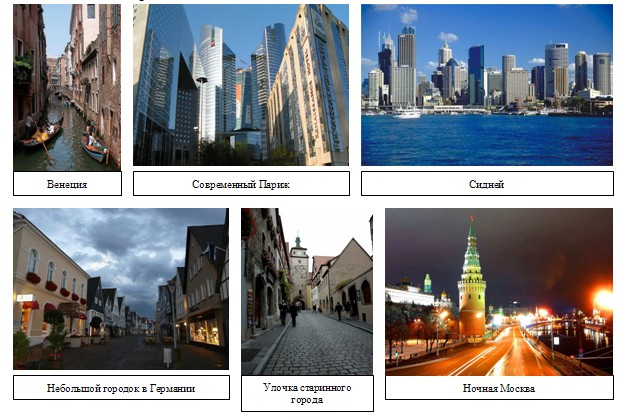 Венеция
Современный Париж
Сидней
Небольшой городок в Германии
Улочка старинного
города
Ночная Москва